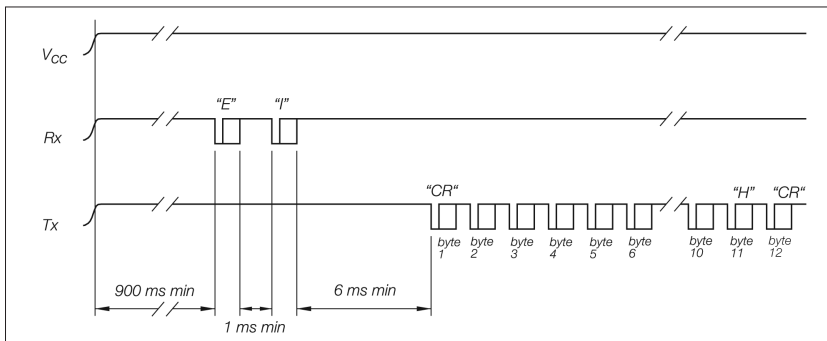 VCC
"E" "I"
Rx
"CR" "H" "CR"
Tx
byte 1 byte 2 byte 3 byte 4 byte 5 byte 6 byte 10 byte 11 byte 12
900 ms min 6 ms min
1 ms min